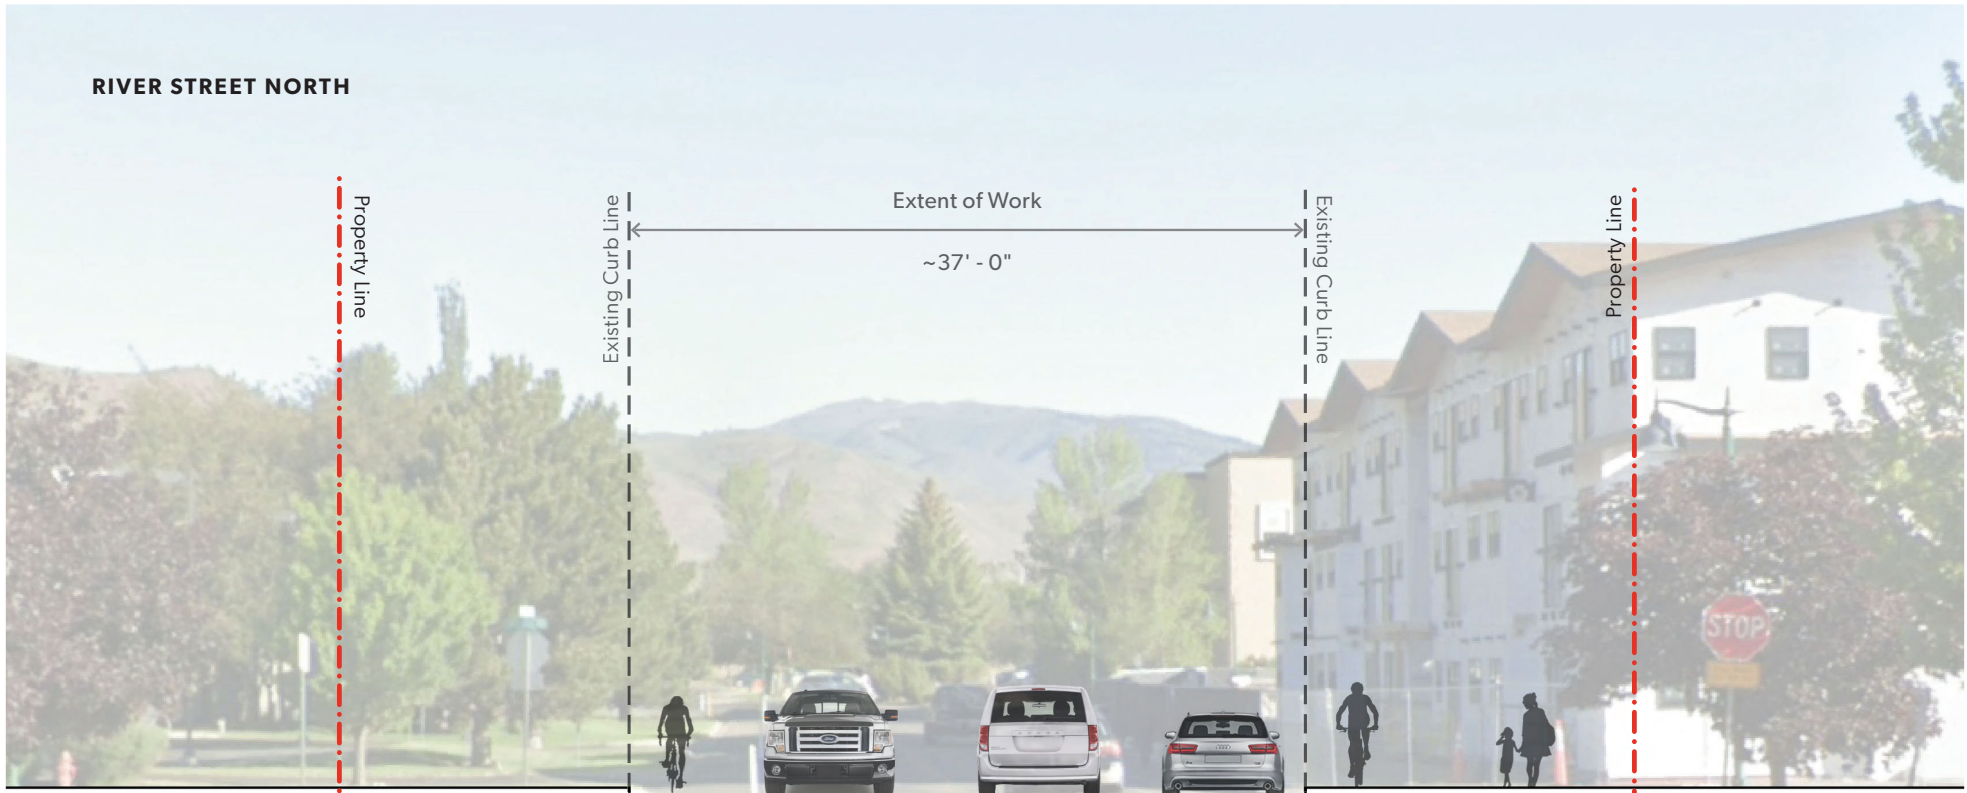 RIVER STREET NORTH
Property Line
Existing Curb Line
Extent of Work
~37' - 0"
Existing Curb Line
Property Line
STOP
Ford